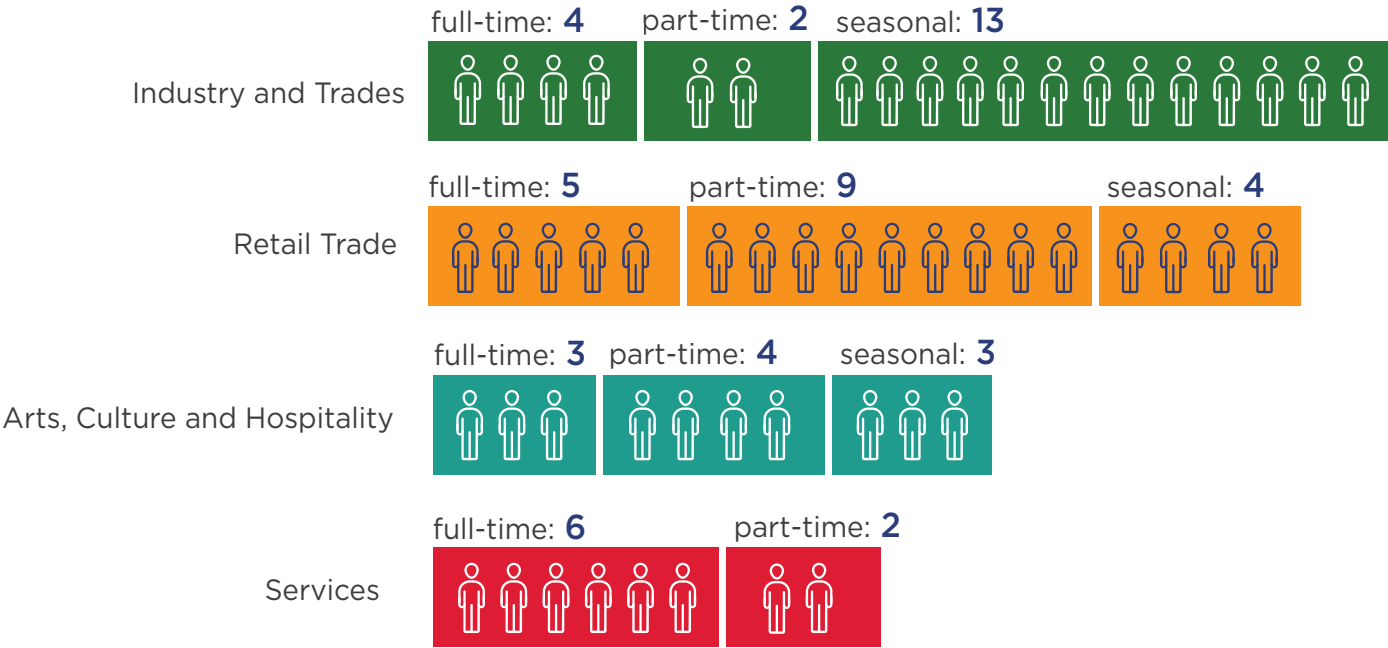 full-time: 4 part-time: 2 seasonal: 13
Industry and Trades
full-time: 5 part-time: 9 seasonal: 4
Retail Trade
full-time: 3 part-time: 4 seasonal: 3
Arts, Culture and Hospitality
full-time: 6 part-time: 2
Services